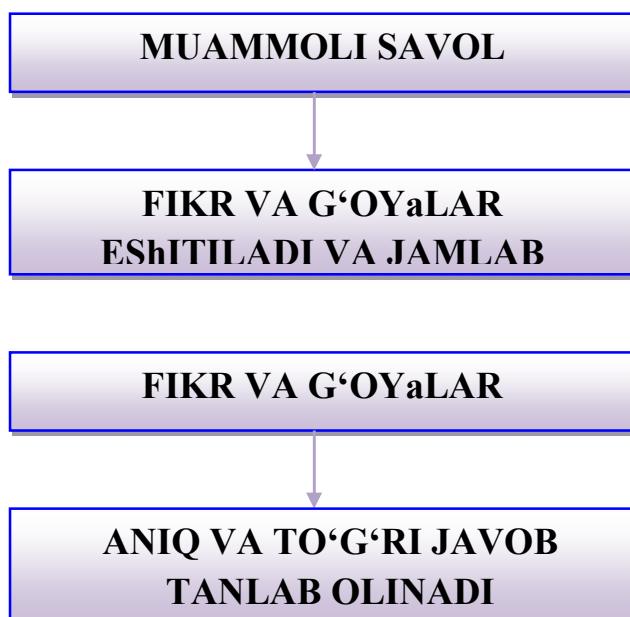 MUAMMOLI SAVOL
FIKR VA G‘OYaLAR
EShITILADI VA JAMLAB
FIKR VA G‘OYaLAR
ANIQ VA TO‘G‘RI JAVOB
TANLAB OLINADI